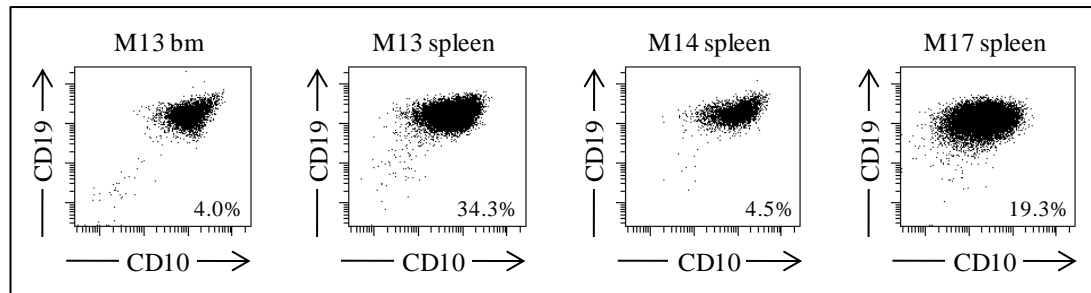 M13 bm
M13 spleen
M14 spleen
M17 spleen
CD19
CD19
CD19
CD19
4.0%
34.3%
4.5%
19.3%
CD10
CD10
CD10
CD10